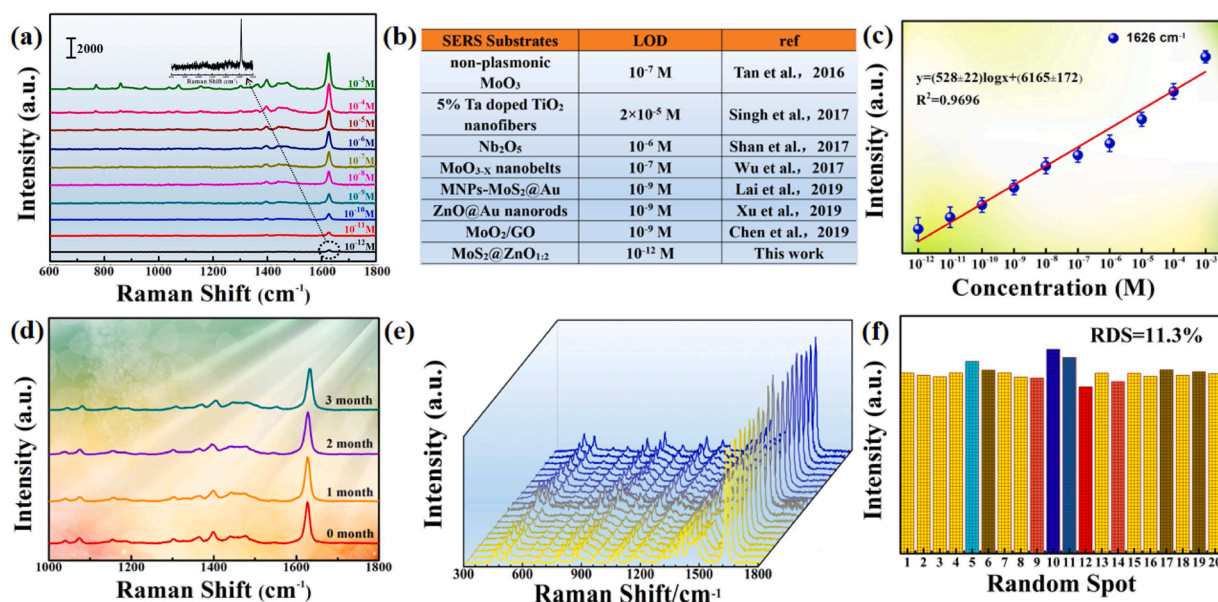 (a)
2000
Raman Shift (cm⁻¹)
10⁻³M
10⁻⁴M
10⁻⁵M
10⁻⁶M
10⁻⁷M
10⁻⁸M
10⁻⁹M
10⁻¹⁰M
10⁻¹¹M
10⁻¹²M
Intensity (a.u.)
600 800 1000 1200 1400 1600 1800
Raman Shift (cm⁻¹)
(b)
SERS Substrates LOD ref
non-plasmonic MoO₃ 10⁻⁷ M Tan et al., 2016
5% Ta doped TiO₂ nanofibers 2×10⁻⁵ M Singh et al., 2017
Nb₂O₅ 10⁻⁶ M Shan et al., 2017
MoO₃₋ₓ nanobelts 10⁻⁷ M Wu et al., 2017
MNPs-MoS₂@Au 10⁻⁹ M Lai et al., 2019
ZnO@Au nanorods 10⁻⁹ M Xu et al., 2019
MoO₂/GO 10⁻⁹ M Chen et al., 2019
MoS₂@ZnO₁:₂ 10⁻¹² M This work
(c)
1626 cm⁻¹
y=(528±22)logx+(6165±172)
R²=0.9696
Intensity (a.u.)
10⁻¹² 10⁻¹¹ 10⁻¹⁰ 10⁻⁹ 10⁻⁸ 10⁻⁷ 10⁻⁶ 10⁻⁵ 10⁻⁴ 10⁻³
Concentration (M)
(d)
3 month
2 month
1 month
0 month
Intensity (a.u.)
1000 1200 1400 1600 1800
Raman Shift (cm⁻¹)
(e)
Intensity (a.u.)
300 600 900 1200 1500 1800
Raman Shift/cm⁻¹
(f)
RDS=11.3%
Intensity (a.u.)
1 2 3 4 5 6 7 8 9 10 11 12 13 14 15 16 17 18 19 20
Random Spot